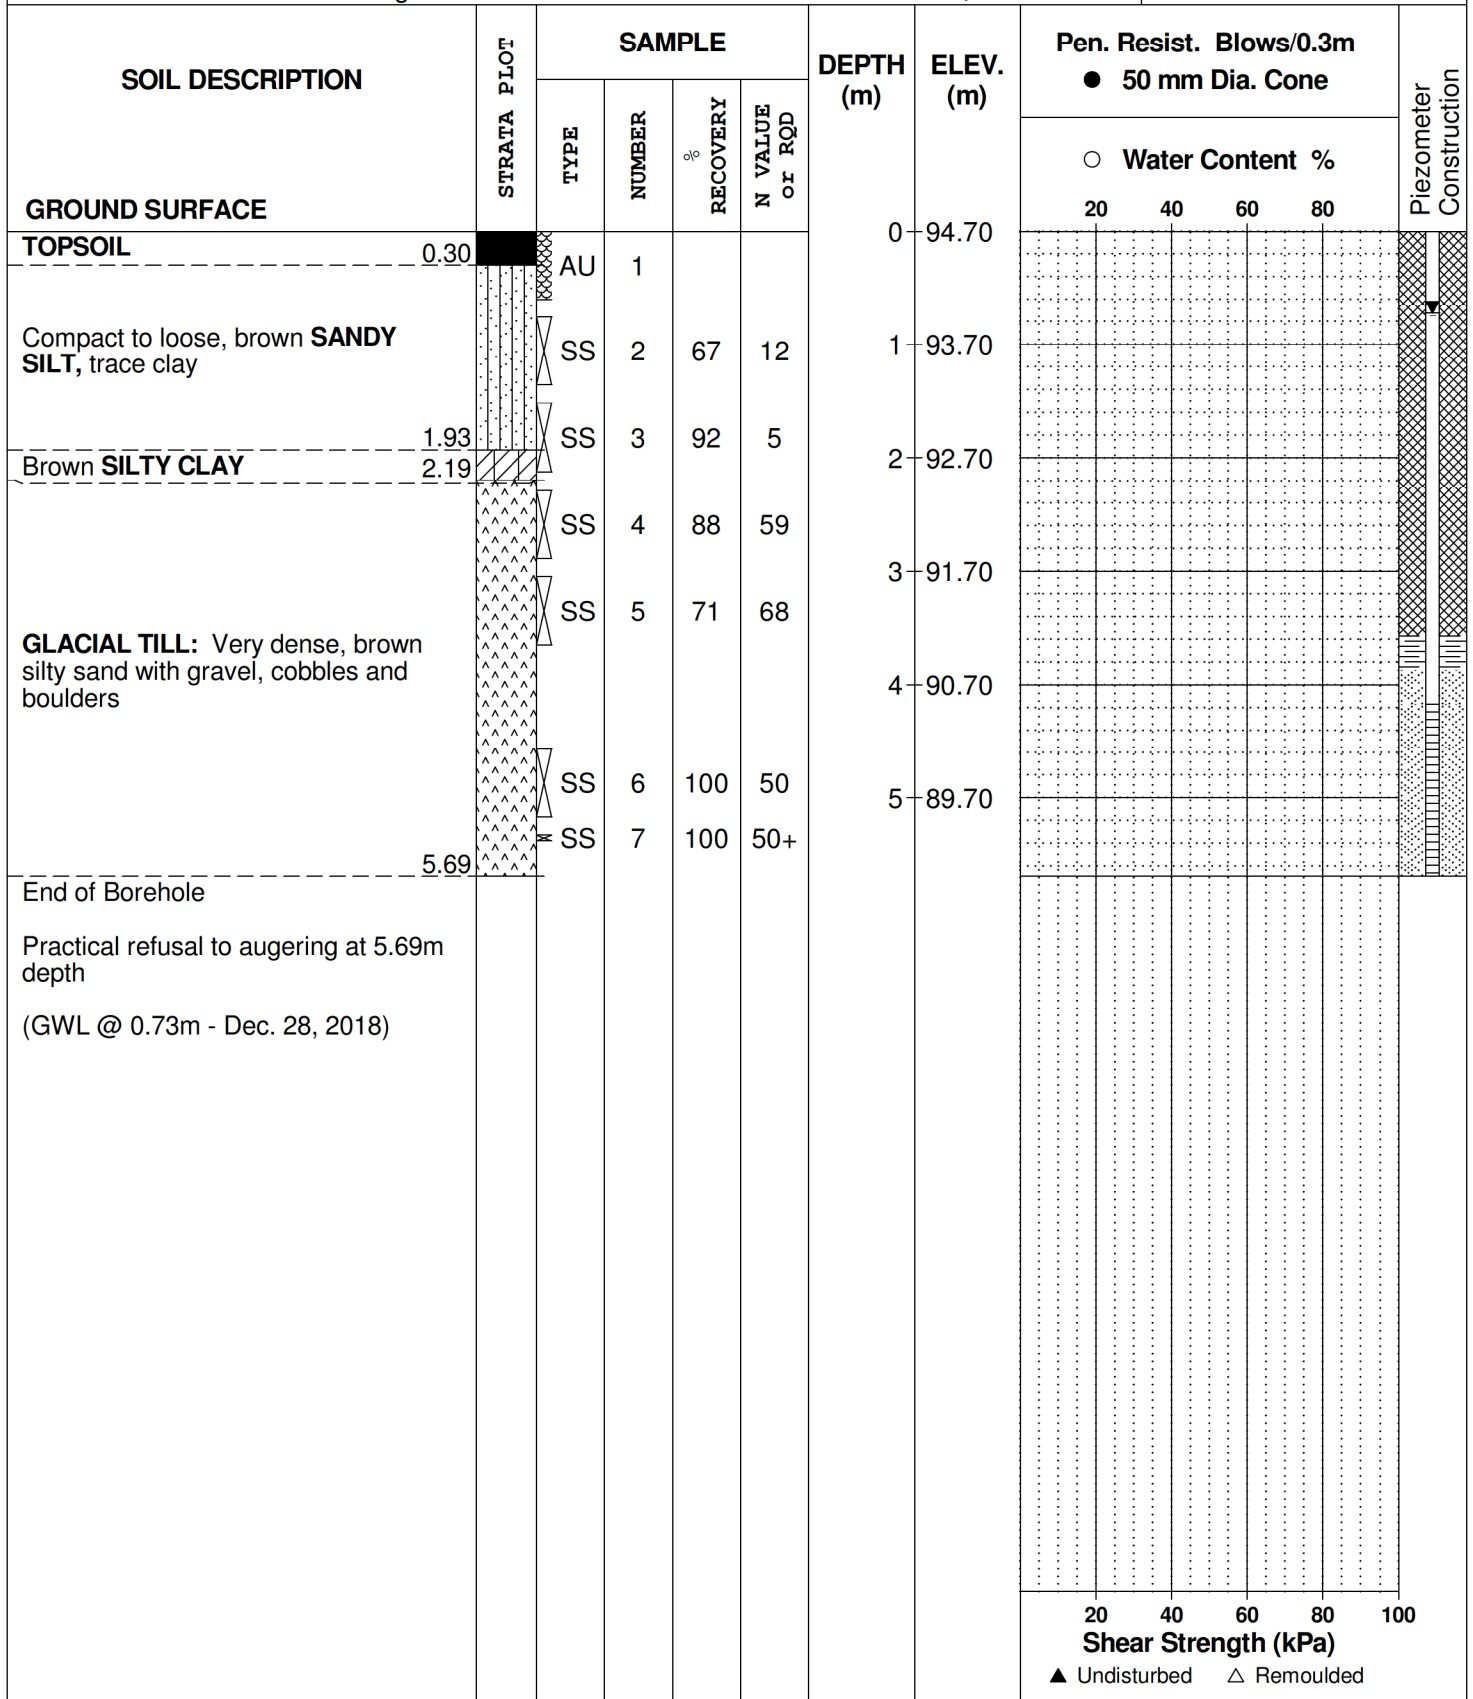 SOIL DESCRIPTION
GROUND SURFACE
STRATA PLOT
SAMPLE
TYPE
NUMBER
%
RECOVERY
N VALUE
or RQD
DEPTH
(m)
ELEV.
(m)
Pen. Resist. Blows/0.3m
● 50 mm Dia. Cone
○ Water Content %
20 40 60 80
Piezometer
Construction
TOPSOIL 0.30
0 94.70
AU 1
Compact to loose, brown SANDY
SILT, trace clay
SS 2 67 12
1 93.70
1.93
SS 3 92 5
Brown SILTY CLAY 2.19
2 92.70
SS 4 88 59
3 91.70
SS 5 71 68
GLACIAL TILL: Very dense, brown
silty sand with gravel, cobbles and
boulders
4 90.70
SS 6 100 50
5 89.70
SS 7 100 50+
5.69
End of Borehole
Practical refusal to augering at 5.69m
depth
(GWL @ 0.73m - Dec. 28, 2018)
20 40 60 80 100
Shear Strength (kPa)
▲ Undisturbed △ Remoulded